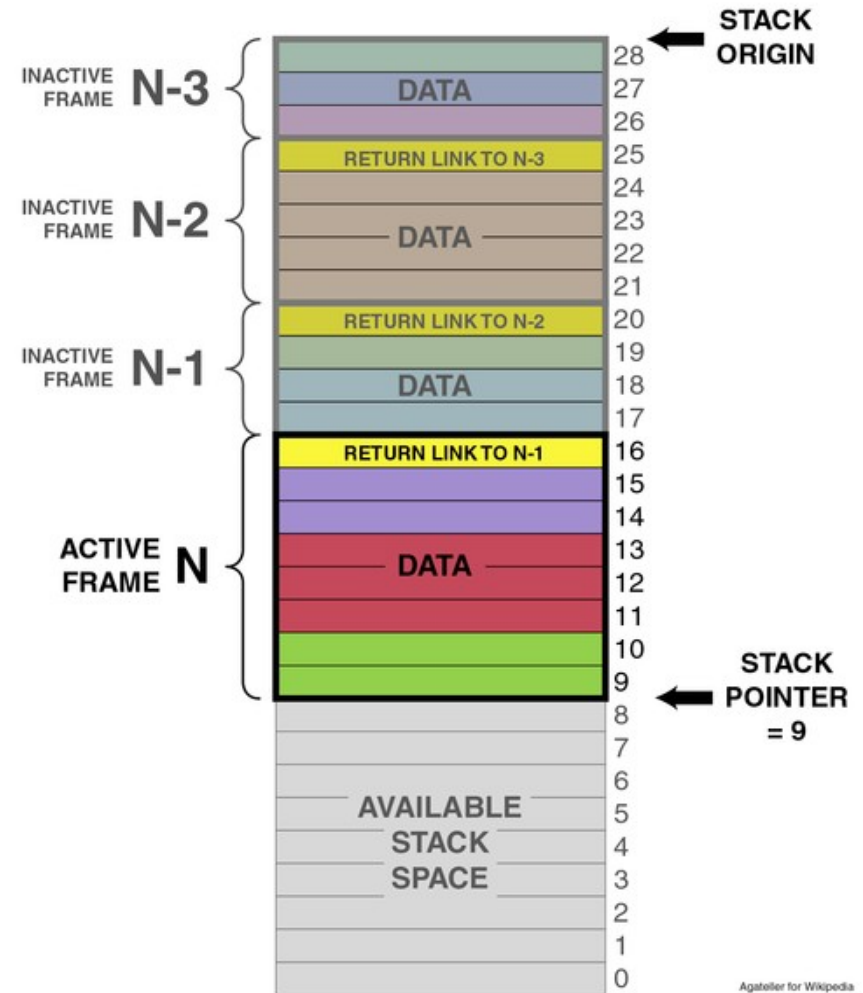 STACK
ORIGIN
28
INACTIVE
FRAME N-3
DATA
27
26
RETURN LINK TO N-3
25
24
INACTIVE
FRAME N-2
DATA
23
22
21
RETURN LINK TO N-2
20
19
INACTIVE
FRAME N-1
DATA
18
17
RETURN LINK TO N-1
16
15
14
ACTIVE
FRAME N
DATA
13
12
11
10
9
STACK
POINTER
= 9
8
7
6
AVAILABLE
STACK
SPACE
5
4
3
2
1
0
Agateller for Wikipedia